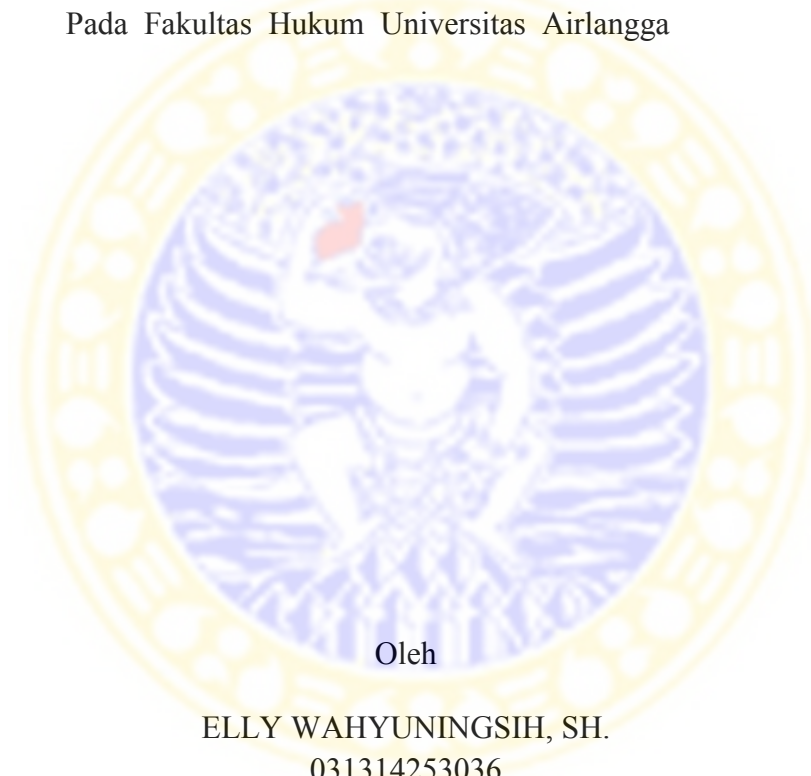 Pada Fakultas Hukum Universitas Airlangga
Oleh
ELLY WAHYUNINGSIH, SH.
031314253036